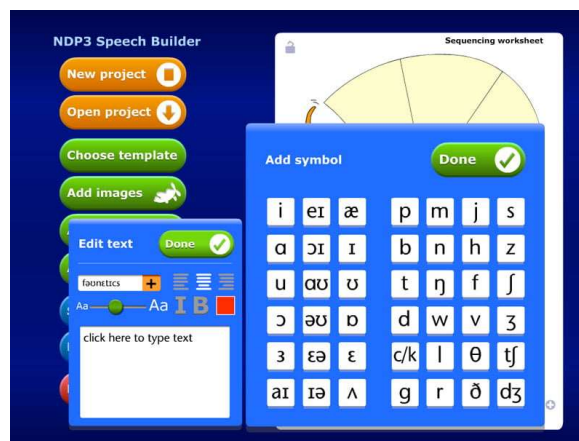 NDP3 Speech Builder
New project
Open project
Choose template
Add images
Sequencing worksheet
Add symbol
Done
i eɪ æ p m j s
ɑ ɔɪ ɪ b n h z
u ɑʊ ʊ t ŋ f ʃ
ɔ əʊ ɒ d w v ʒ
ɜ ɛə ɛ c/k l θ tʃ
aɪ ɪə ʌ g r ð dʒ
Edit text
Done
fəʊnɛtɪcs +
Aa Aa I B
click here to type text